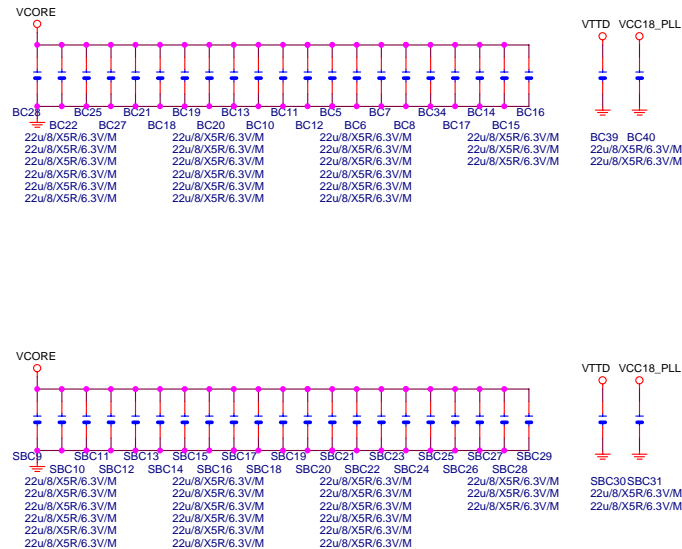 VCORE
VTTD VCC18_PLL
BC28 BC25 BC21 BC19 BC13 BC11 BC5 BC7 BC34 BC14 BC16
BC22 BC27 BC18 BC20 BC10 BC12 BC6 BC8 BC17 BC15
BC39 BC40
22u/8/X5R/6.3V/M 22u/8/X5R/6.3V/M 22u/8/X5R/6.3V/M 22u/8/X5R/6.3V/M
22u/8/X5R/6.3V/M 22u/8/X5R/6.3V/M 22u/8/X5R/6.3V/M 22u/8/X5R/6.3V/M 22u/8/X5R/6.3V/M
22u/8/X5R/6.3V/M 22u/8/X5R/6.3V/M 22u/8/X5R/6.3V/M 22u/8/X5R/6.3V/M 22u/8/X5R/6.3V/M
22u/8/X5R/6.3V/M 22u/8/X5R/6.3V/M 22u/8/X5R/6.3V/M
22u/8/X5R/6.3V/M 22u/8/X5R/6.3V/M 22u/8/X5R/6.3V/M
22u/8/X5R/6.3V/M 22u/8/X5R/6.3V/M 22u/8/X5R/6.3V/M
VCORE
VTTD VCC18_PLL
SBC9 SBC11 SBC13 SBC15 SBC17 SBC19 SBC21 SBC23 SBC25 SBC27 SBC29
SBC10 SBC12 SBC14 SBC16 SBC18 SBC20 SBC22 SBC24 SBC26 SBC28
SBC30 SBC31
22u/8/X5R/6.3V/M 22u/8/X5R/6.3V/M 22u/8/X5R/6.3V/M 22u/8/X5R/6.3V/M
22u/8/X5R/6.3V/M 22u/8/X5R/6.3V/M 22u/8/X5R/6.3V/M 22u/8/X5R/6.3V/M 22u/8/X5R/6.3V/M
22u/8/X5R/6.3V/M 22u/8/X5R/6.3V/M 22u/8/X5R/6.3V/M 22u/8/X5R/6.3V/M 22u/8/X5R/6.3V/M
22u/8/X5R/6.3V/M 22u/8/X5R/6.3V/M 22u/8/X5R/6.3V/M
22u/8/X5R/6.3V/M 22u/8/X5R/6.3V/M 22u/8/X5R/6.3V/M
22u/8/X5R/6.3V/M 22u/8/X5R/6.3V/M 22u/8/X5R/6.3V/M